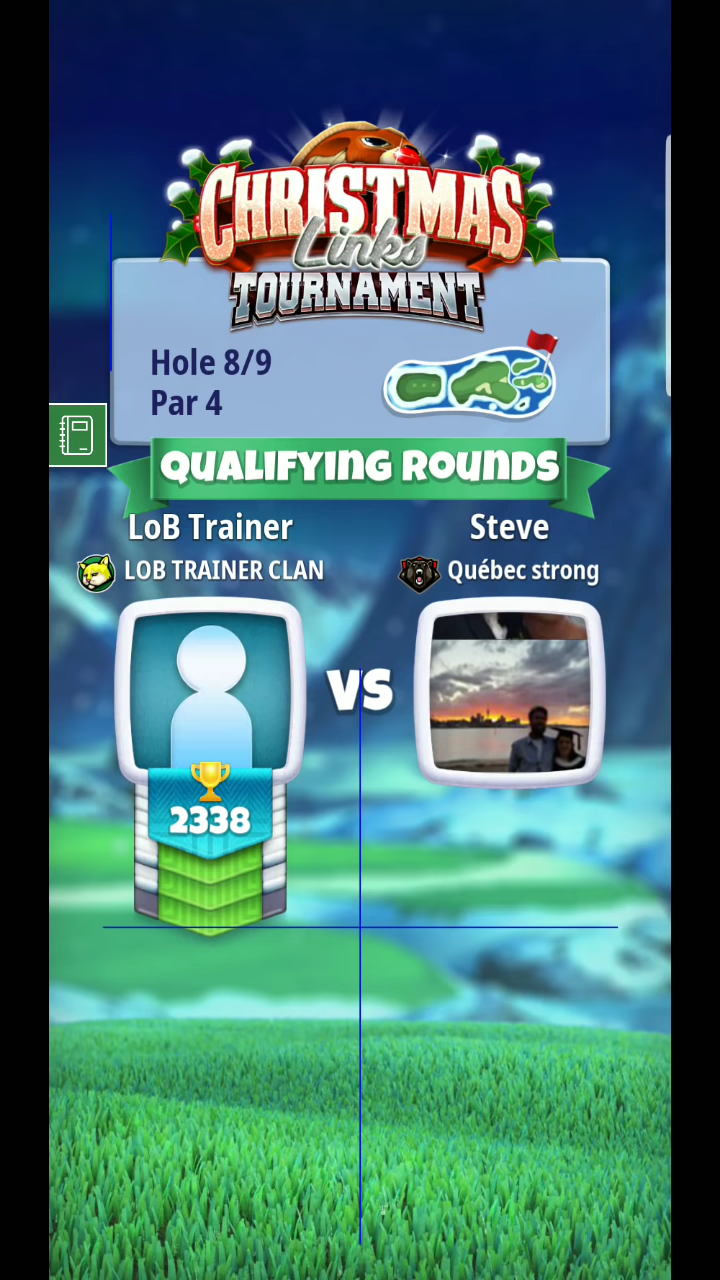 CHRISTMAS
Links
TOURNAMENT
Hole 8/9
Par 4
QUALIFYING ROUNDS
LoB Trainer
Steve
LOB TRAINER CLAN
Québec strong
VS
2338